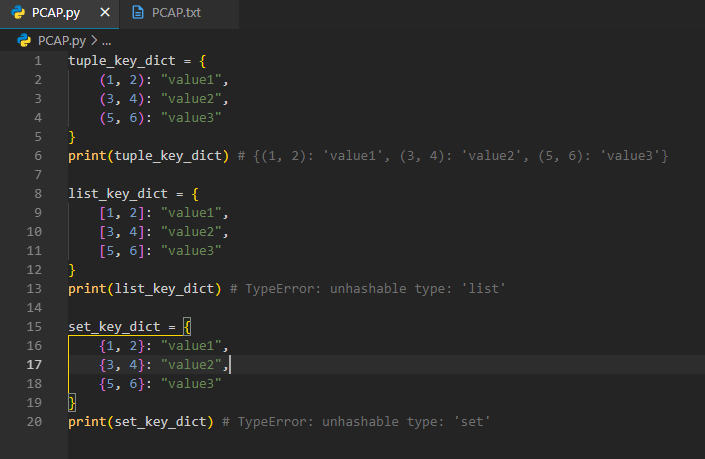 PCAP.py × PCAP.txt
PCAP.py > ...
1 tuple_key_dict = {
2     (1, 2): "value1",
3     (3, 4): "value2",
4     (5, 6): "value3"
5 }
6 print(tuple_key_dict) # {(1, 2): 'value1', (3, 4): 'value2', (5, 6): 'value3'}
7
8 list_key_dict = {
9     [1, 2]: "value1",
10     [3, 4]: "value2",
11     [5, 6]: "value3"
12 }
13 print(list_key_dict) # TypeError: unhashable type: 'list'
14
15 set_key_dict = {
16     {1, 2}: "value1",
17     {3, 4}: "value2",
18     {5, 6}: "value3"
19 }
20 print(set_key_dict) # TypeError: unhashable type: 'set'